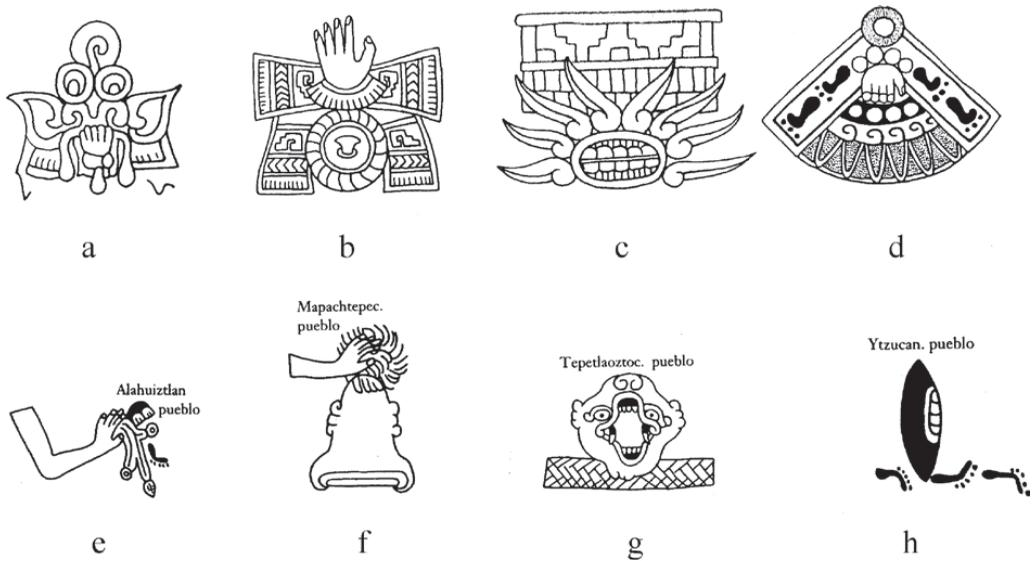 a
b
c
d
Alahuiztlan
pueblo
Mapachtepec.
pueblo
Tepetlaoztoc. pueblo
Ytzucan. pueblo
e
f
g
h